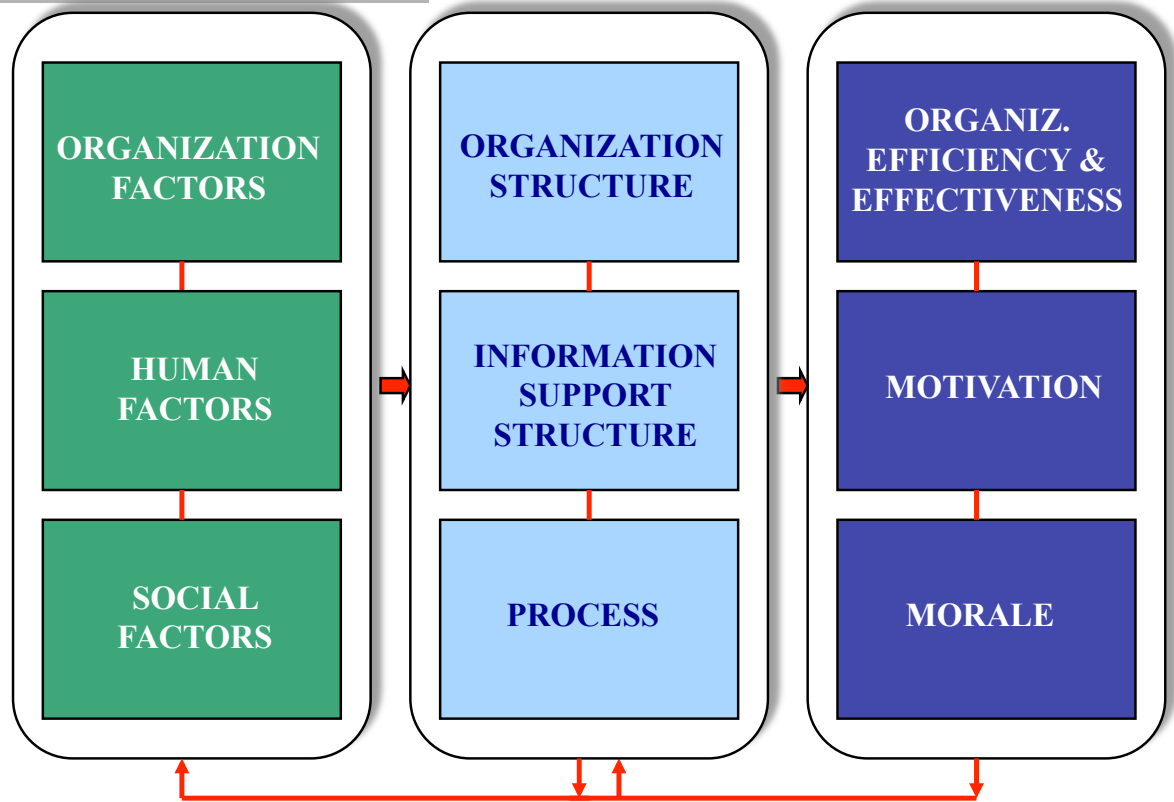 ORGANIZATION
FACTORS
HUMAN
FACTORS
SOCIAL
FACTORS
ORGANIZATION
STRUCTURE
INFORMATION
SUPPORT
STRUCTURE
PROCESS
ORGANIZ.
EFFICIENCY &
EFFECTIVENESS
MOTIVATION
MORALE